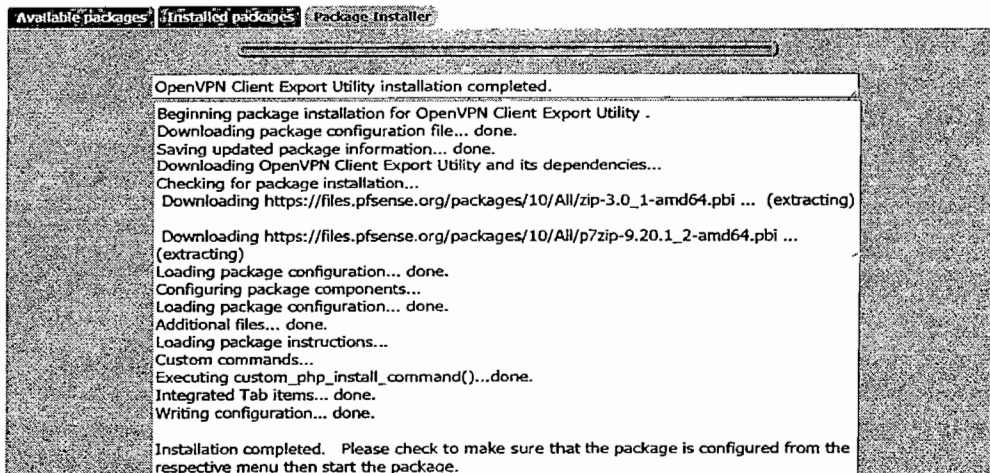 Available packages Installed packages Package Installer
OpenVPN Client Export Utility installation completed.
Beginning package installation for OpenVPN Client Export Utility .
Downloading package configuration file... done.
Saving updated package information... done.
Downloading OpenVPN Client Export Utility and its dependencies...
Checking for package installation...
Downloading https://files.pfsense.org/packages/10/All/zip-3.0_1-amd64.pbi ... (extracting)
Downloading https://files.pfsense.org/packages/10/All/p7zip-9.20.1_2-amd64.pbi ...
(extracting)
Loading package configuration... done.
Configuring package components...
Loading package configuration... done.
Additional files... done.
Loading package instructions...
Custom commands...
Executing custom_php_install_command()...done.
Integrated Tab items... done.
Writing configuration... done.
Installation completed. Please check to make sure that the package is configured from the
respective menu then start the package.